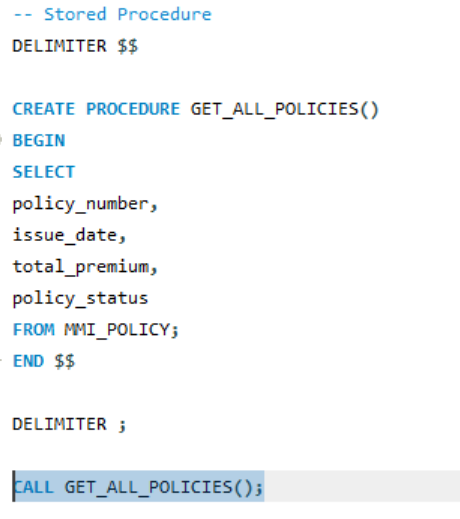 -- Stored Procedure
DELIMITER $$
CREATE PROCEDURE GET_ALL_POLICIES()
BEGIN
SELECT
policy_number,
issue_date,
total_premium,
policy_status
FROM MMI_POLICY;
END $$
DELIMITER ;
CALL GET_ALL_POLICIES();